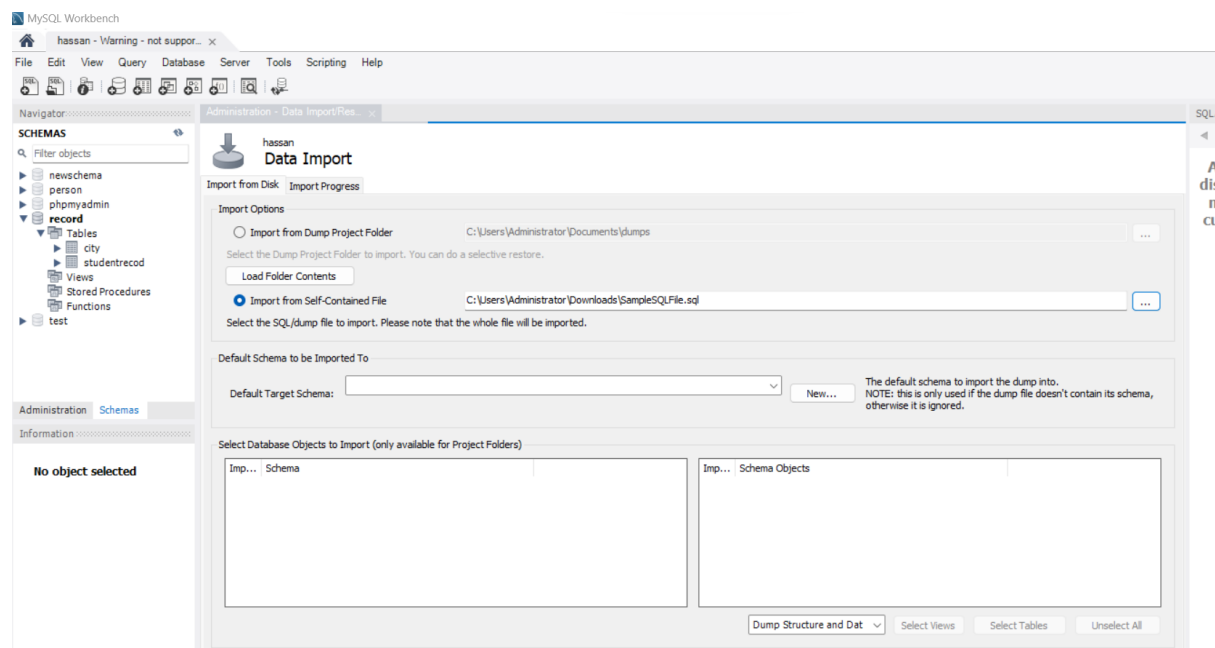 MySQL Workbench
hassan - Warning - not suppor...
File Edit View Query Database Server Tools Scripting Help
Navigator
SCHEMAS
Filter objects
newschema
person
phpmyadmin
record
Tables
city
studentrecod
Views
Stored Procedures
Functions
test
Administration Schemas
Information
No object selected
Administration - Data Import/Res...
hassan
Data Import
Import from Disk Import Progress
Import Options
Import from Dump Project Folder C:\Users\Administrator\Documents\dumps ...
Select the Dump Project Folder to import. You can do a selective restore.
Load Folder Contents
Import from Self-Contained File C:\Users\Administrator\Downloads\SampleSQLFile.sql ...
Select the SQL/dump file to import. Please note that the whole file will be imported.
Default Schema to be Imported To
Default Target Schema: New...
The default schema to import the dump into.
NOTE: this is only used if the dump file doesn't contain its schema,
otherwise it is ignored.
Select Database Objects to Import (only available for Project Folders)
Imp... Schema
Imp... Schema Objects
Dump Structure and Dat Select Views Select Tables Unselect All
SQL